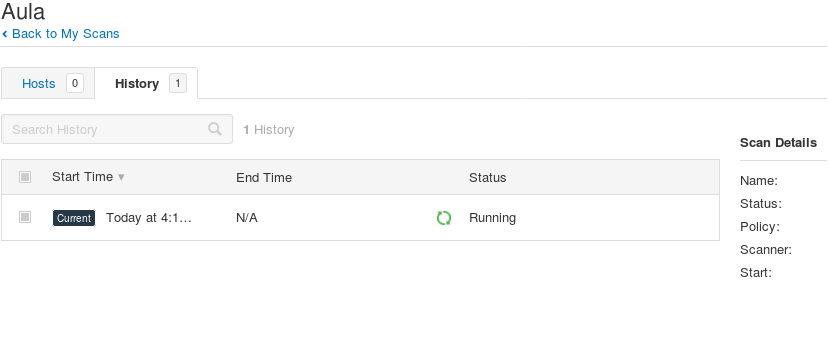 Aula
Back to My Scans
Hosts 0 History 1
Search History 1 History
Start Time End Time Status
Current Today at 4:1... N/A Running
Scan Details
Name:
Status:
Policy:
Scanner:
Start: